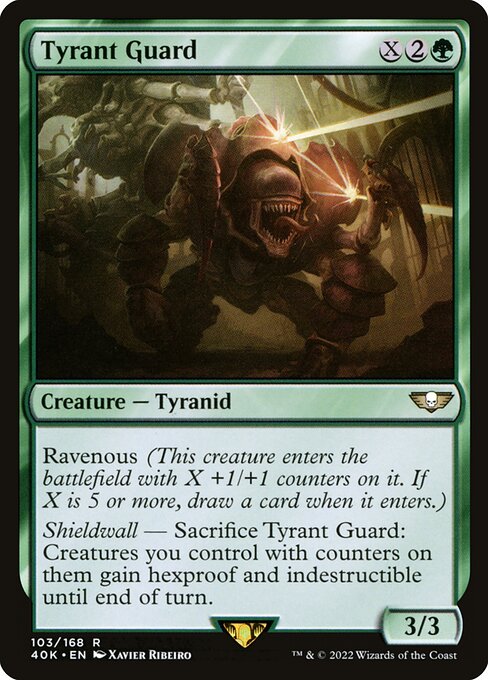 Tyrant Guard X 2
Creature — Tyranid
Ravenous (This creature enters the
battlefield with X +1/+1 counters on it. If
X is 5 or more, draw a card when it enters.)
Shieldwall — Sacrifice Tyrant Guard:
Creatures you control with counters on
them gain hexproof and indestructible
until end of turn.
3/3
103/168 R
40K • EN Xavier Ribeiro ™ & © 2022 Wizards of the Coast